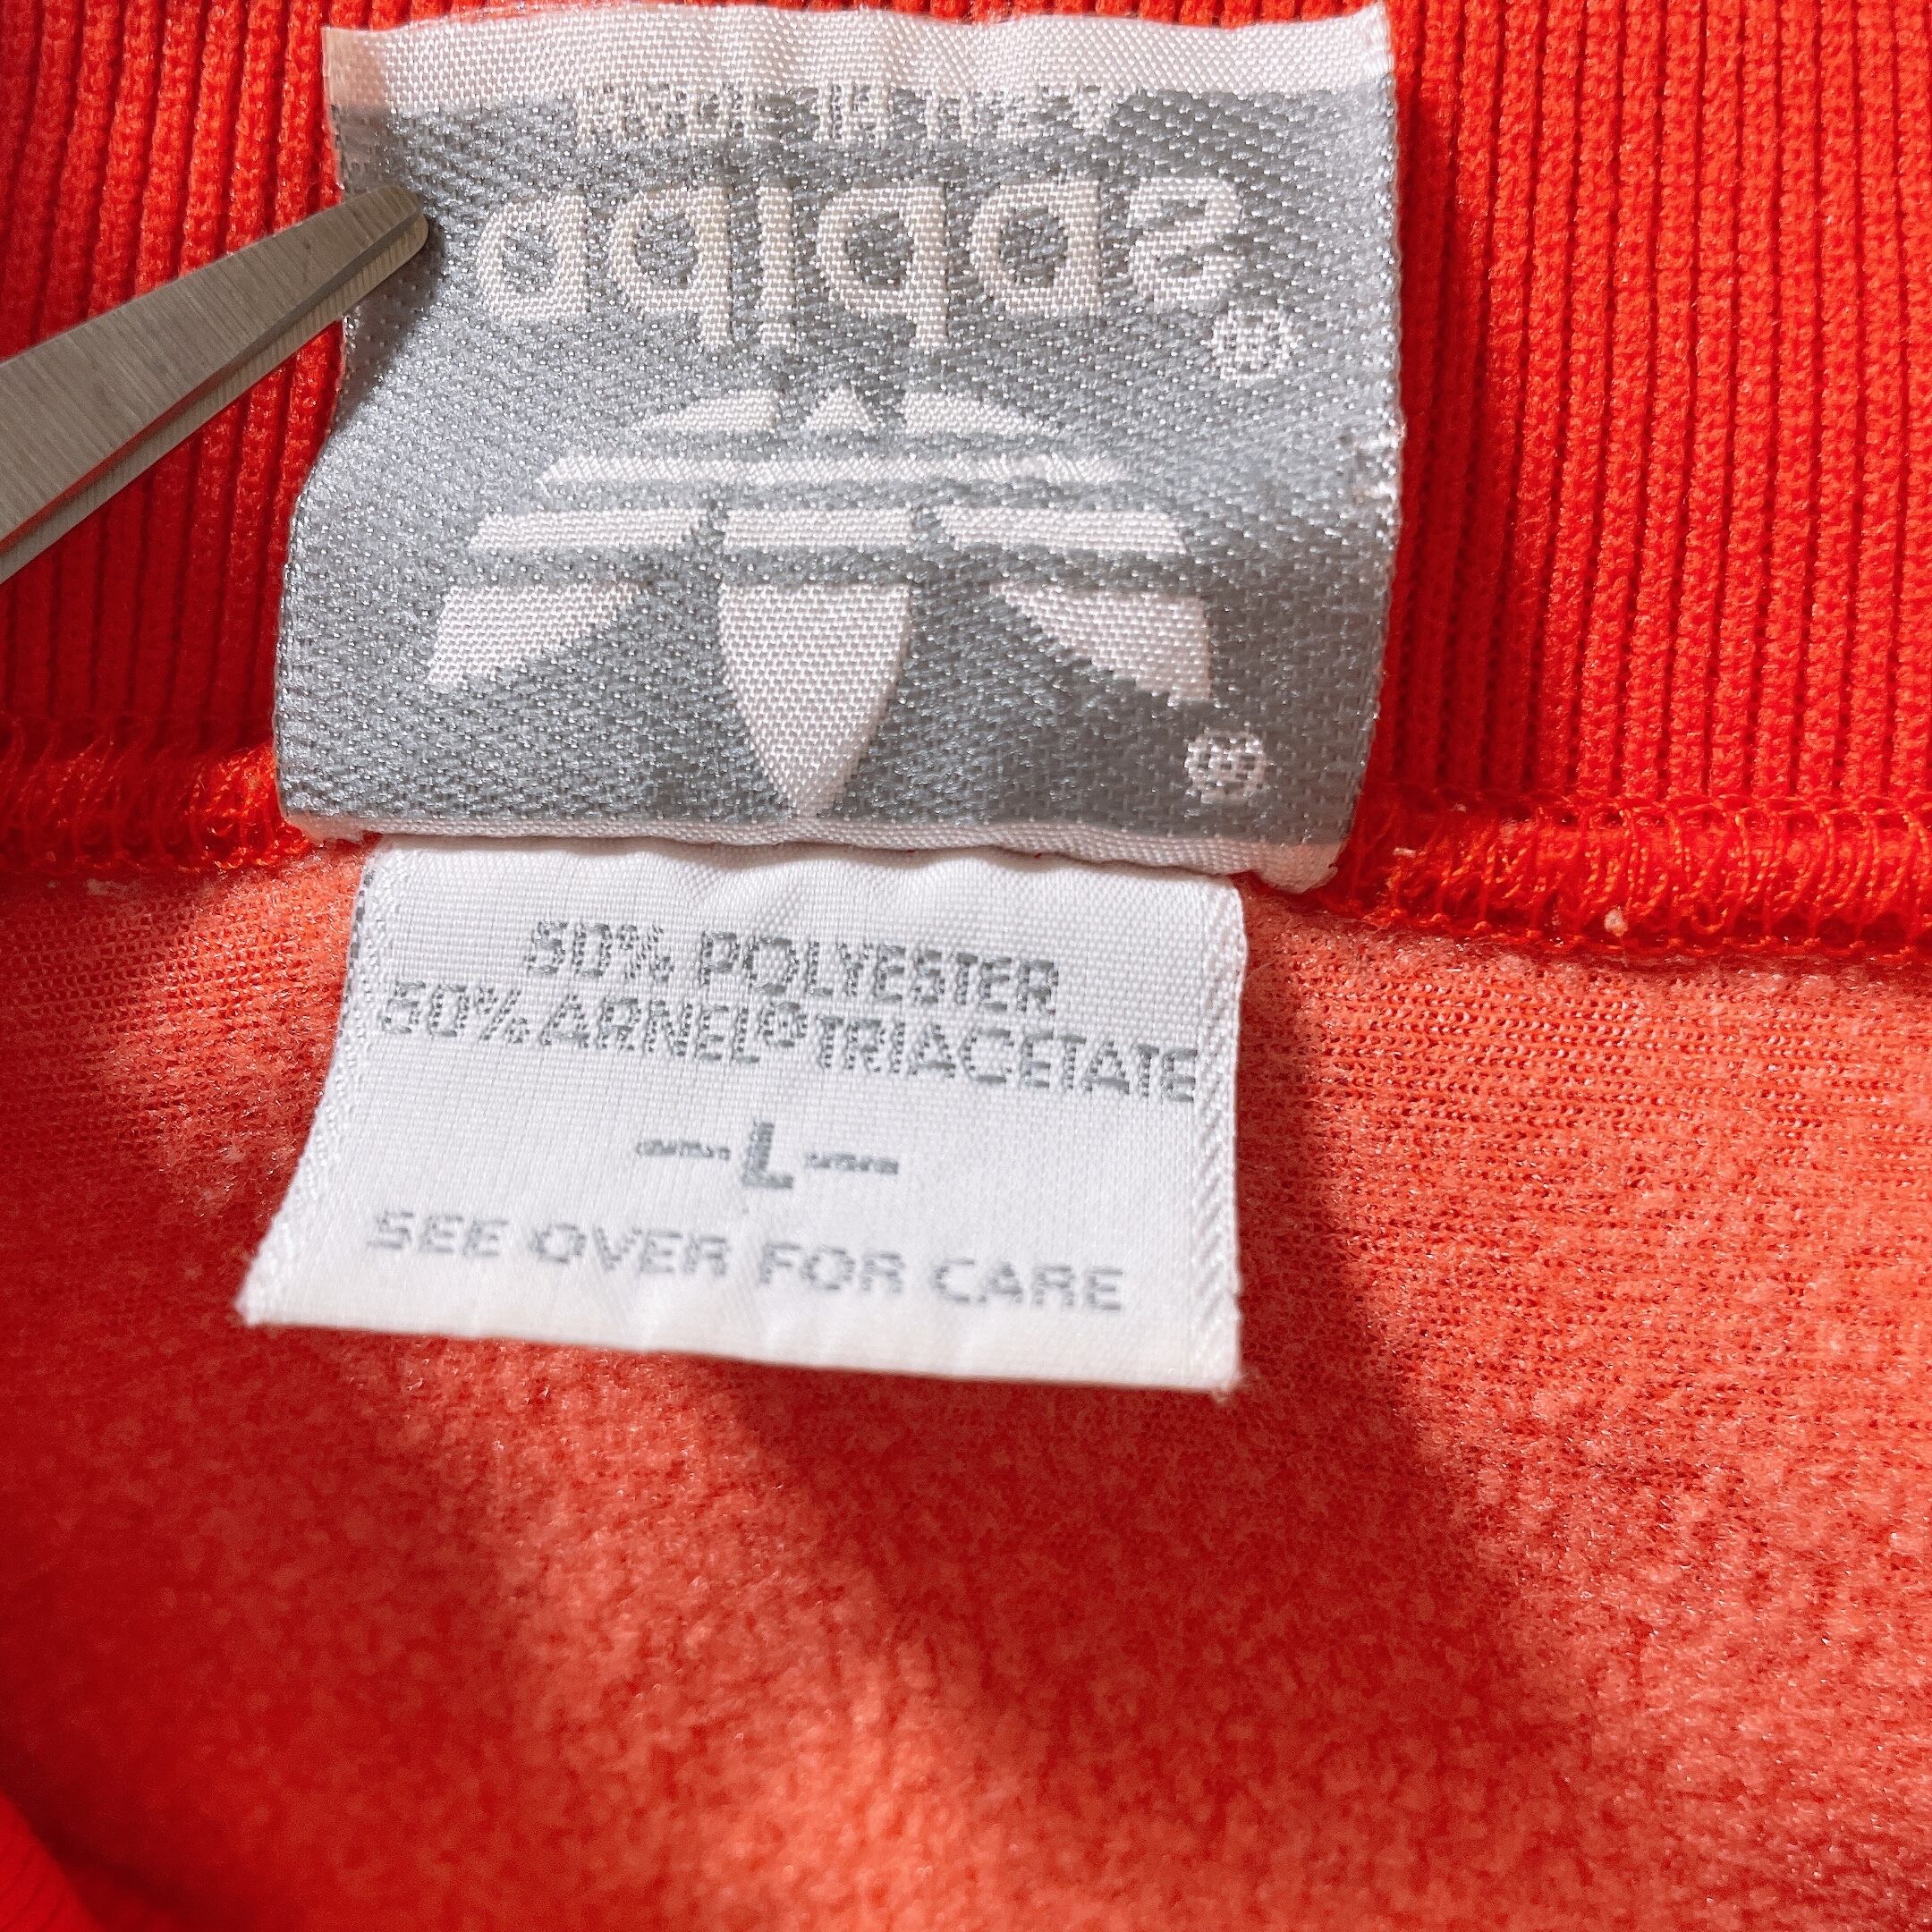 adidas®
®
50% POLYESTER
50% ARNEL® TRIACETATE
-L-
SEE OVER FOR CARE